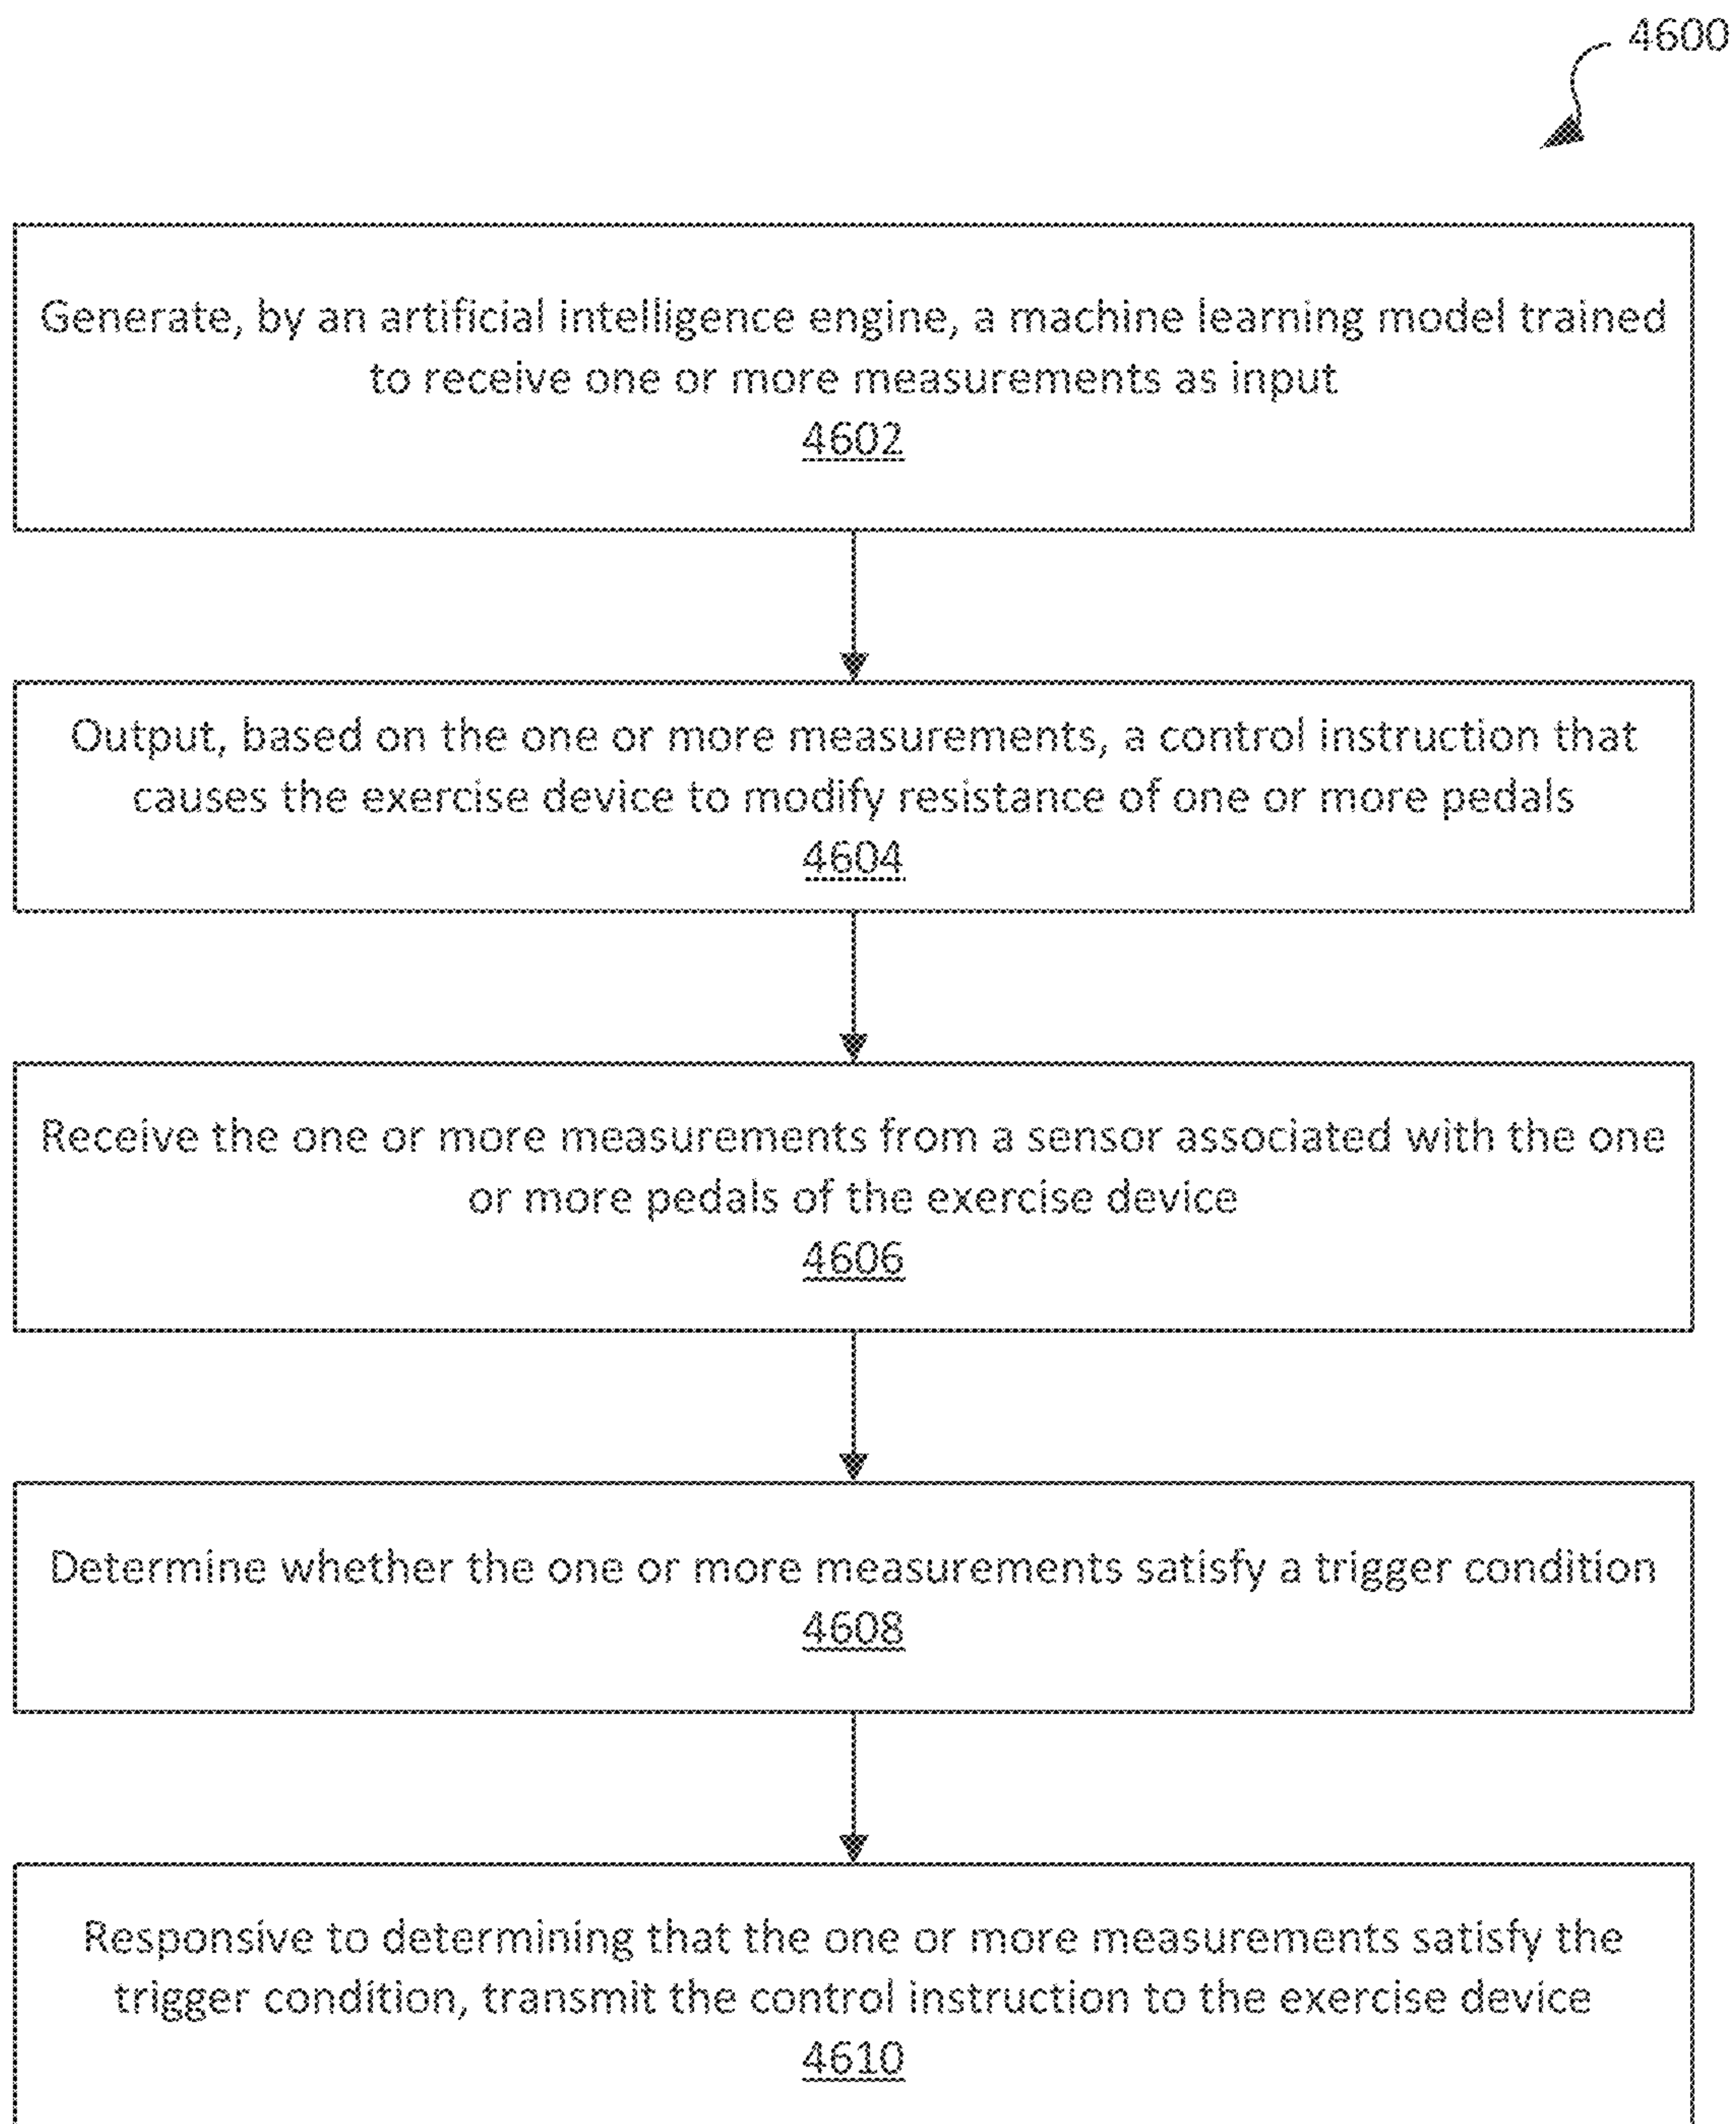 4600
Generate, by an artificial intelligence engine, a machine learning model trained
to receive one or more measurements as input
4602
Output, based on the one or more measurements, a control instruction that
causes the exercise device to modify resistance of one or more pedals
4604
Receive the one or more measurements from a sensor associated with the one
or more pedals of the exercise device
4606
Determine whether the one or more measurements satisfy a trigger condition
4608
Responsive to determining that the one or more measurements satisfy the
trigger condition, transmit the control instruction to the exercise device
4610